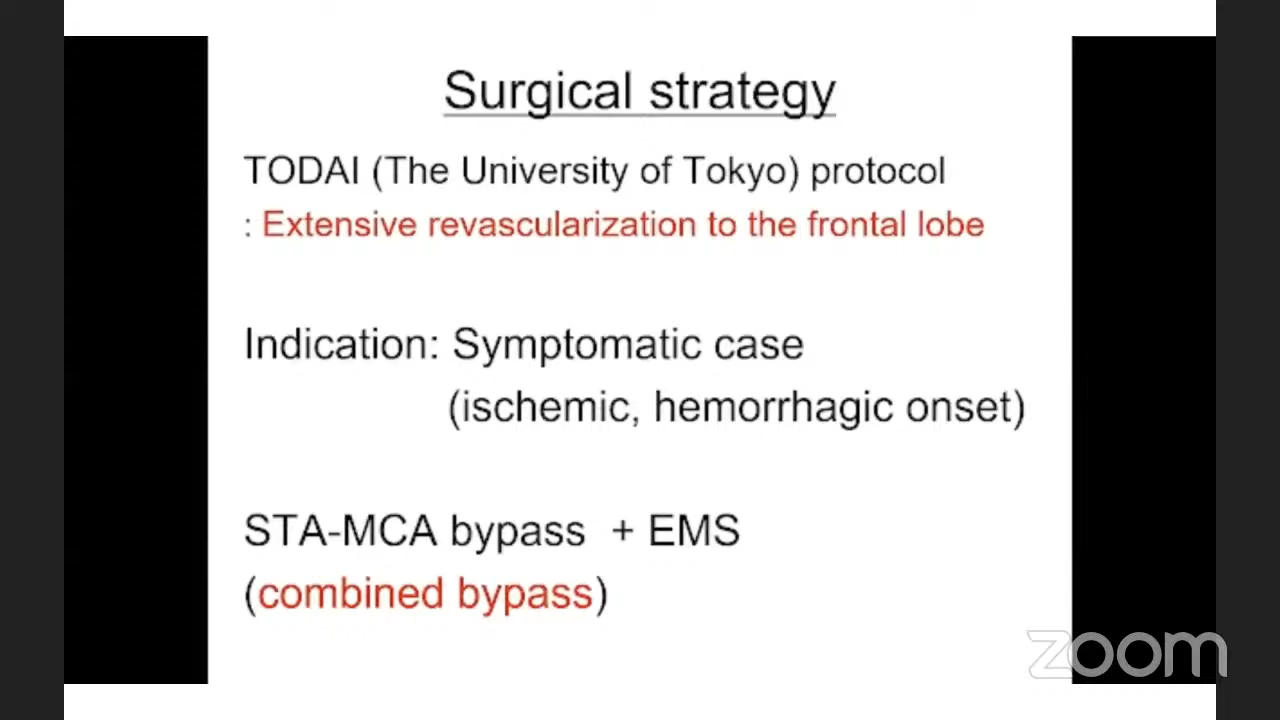 Surgical strategy
TODAI (The University of Tokyo) protocol
: Extensive revascularization to the frontal lobe
Indication: Symptomatic case
(ischemic, hemorrhagic onset)
STA-MCA bypass + EMS
(combined bypass)
zoom